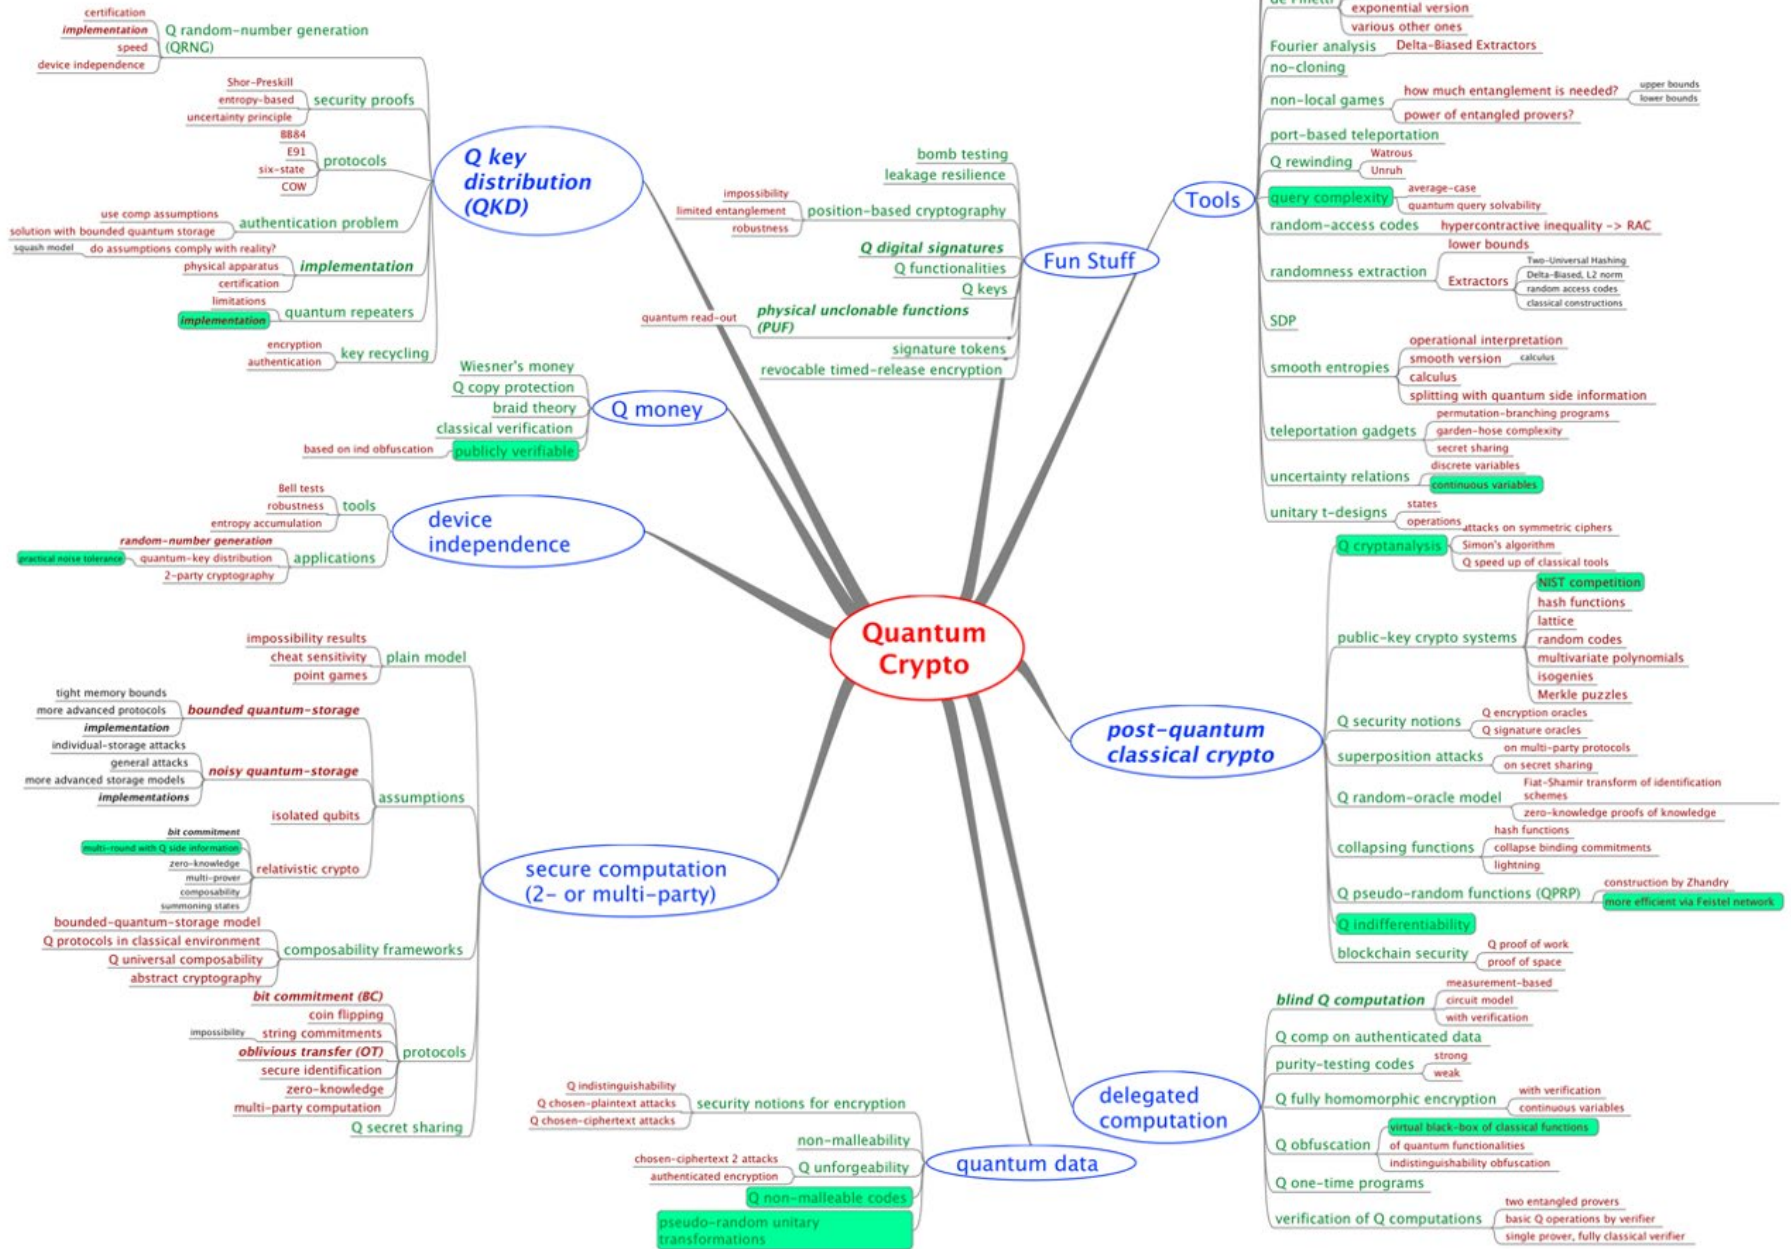 certification
implementation
speed
device independence
Q random-number generation
(QRNG)
Shor-Preskill
entropy-based
uncertainty principle
security proofs
BB84
E91
six-state
COW
protocols
use comp assumptions
solution with bounded quantum storage
authentication problem
squash model
do assumptions comply with reality?
physical apparatus
certification
implementation
limitations
implementation
quantum repeaters
encryption
authentication
key recycling
Q key
distribution
(QKD)
Wiesner's money
Q copy protection
braid theory
classical verification
based on ind obfuscation
publicly verifiable
Q money
Bell tests
robustness
entropy accumulation
tools
random-number generation
practical noise tolerance
quantum-key distribution
2-party cryptography
applications
device
independence
impossibility results
cheat sensitivity
point games
plain model
tight memory bounds
more advanced protocols
implementation
bounded quantum-storage
individual-storage attacks
general attacks
more advanced storage models
implementations
noisy quantum-storage
isolated qubits
assumptions
bit commitment
multi-round with Q side information
zero-knowledge
multi-prover
composability
summoning states
relativistic crypto
bounded-quantum-storage model
Q protocols in classical environment
Q universal composability
abstract cryptography
composability frameworks
bit commitment (BC)
coin flipping
impossibility
string commitments
oblivious transfer (OT)
secure identification
zero-knowledge
multi-party computation
protocols
Q secret sharing
secure computation
(2- or multi-party)
bomb testing
leakage resilience
impossibility
limited entanglement
robustness
position-based cryptography
Q digital signatures
Q functionalities
Q keys
quantum read-out
physical unclonable functions
(PUF)
signature tokens
revocable timed-release encryption
Fun Stuff
Quantum
Crypto
Tools
de Finetti
exponential version
various other ones
Fourier analysis
Delta-Biased Extractors
no-cloning
non-local games
how much entanglement is needed?
upper bounds
lower bounds
power of entangled provers?
port-based teleportation
Q rewinding
Watrous
Unruh
query complexity
average-case
quantum query solvability
random-access codes
hypercontractive inequality -> RAC
randomness extraction
lower bounds
Extractors
Two-Universal Hashing
Delta-Biased, L2 norm
random access codes
classical constructions
SDP
smooth entropies
operational interpretation
smooth version
calculus
calculus
splitting with quantum side information
teleportation gadgets
permutation-branching programs
garden-hose complexity
secret sharing
uncertainty relations
discrete variables
continuous variables
unitary t-designs
states
operations
post-quantum
classical crypto
Q cryptanalysis
attacks on symmetric ciphers
Simon's algorithm
Q speed up of classical tools
public-key crypto systems
NIST competition
hash functions
lattice
random codes
multivariate polynomials
isogenies
Merkle puzzles
Q security notions
Q encryption oracles
Q signature oracles
superposition attacks
on multi-party protocols
on secret sharing
Q random-oracle model
Fiat-Shamir transform of identification
schemes
zero-knowledge proofs of knowledge
collapsing functions
hash functions
collapse binding commitments
lightning
Q pseudo-random functions (QPRP)
construction by Zhandry
more efficient via Feistel network
Q indifferentiability
blockchain security
Q proof of work
proof of space
delegated
computation
blind Q computation
measurement-based
circuit model
with verification
Q comp on authenticated data
purity-testing codes
strong
weak
Q fully homomorphic encryption
with verification
continuous variables
Q obfuscation
virtual black-box of classical functions
of quantum functionalities
indistinguishability obfuscation
Q one-time programs
verification of Q computations
two entangled provers
basic Q operations by verifier
single prover, fully classical verifier
Q indistinguishability
Q chosen-plaintext attacks
Q chosen-ciphertext attacks
security notions for encryption
non-malleability
chosen-ciphertext 2 attacks
authenticated encryption
Q unforgeability
Q non-malleable codes
pseudo-random unitary
transformations
quantum data